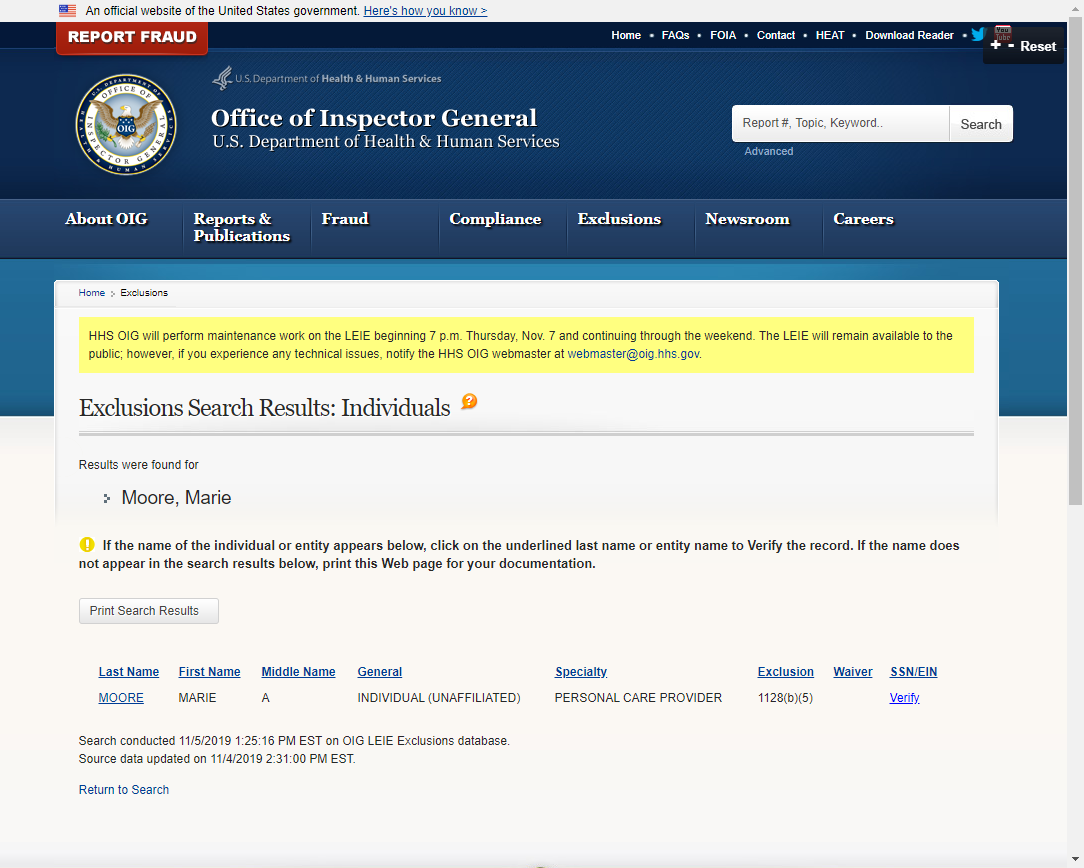 An official website of the United States government. Here's how you know >
REPORT FRAUD
Home • FAQs • FOIA • Contact • HEAT • Download Reader •
You Tube
+ - Reset
U.S. Department of Health & Human Services
Office of Inspector General
U.S. Department of Health & Human Services
OIG
Report #, Topic, Keyword..
Search
Advanced
About OIG
Reports & Publications
Fraud
Compliance
Exclusions
Newsroom
Careers
Home Exclusions
HHS OIG will perform maintenance work on the LEIE beginning 7 p.m. Thursday, Nov. 7 and continuing through the weekend. The LEIE will remain available to the
public; however, if you experience any technical issues, notify the HHS OIG webmaster at webmaster@oig.hhs.gov.
Exclusions Search Results: Individuals ?
Results were found for
Moore, Marie
! If the name of the individual or entity appears below, click on the underlined last name or entity name to Verify the record. If the name does
not appear in the search results below, print this Web page for your documentation.
Print Search Results
Last Name First Name Middle Name General Specialty Exclusion Waiver SSN/EIN
MOORE MARIE A INDIVIDUAL (UNAFFILIATED) PERSONAL CARE PROVIDER 1128(b)(5) Verify
Search conducted 11/5/2019 1:25:16 PM EST on OIG LEIE Exclusions database.
Source data updated on 11/4/2019 2:31:00 PM EST.
Return to Search